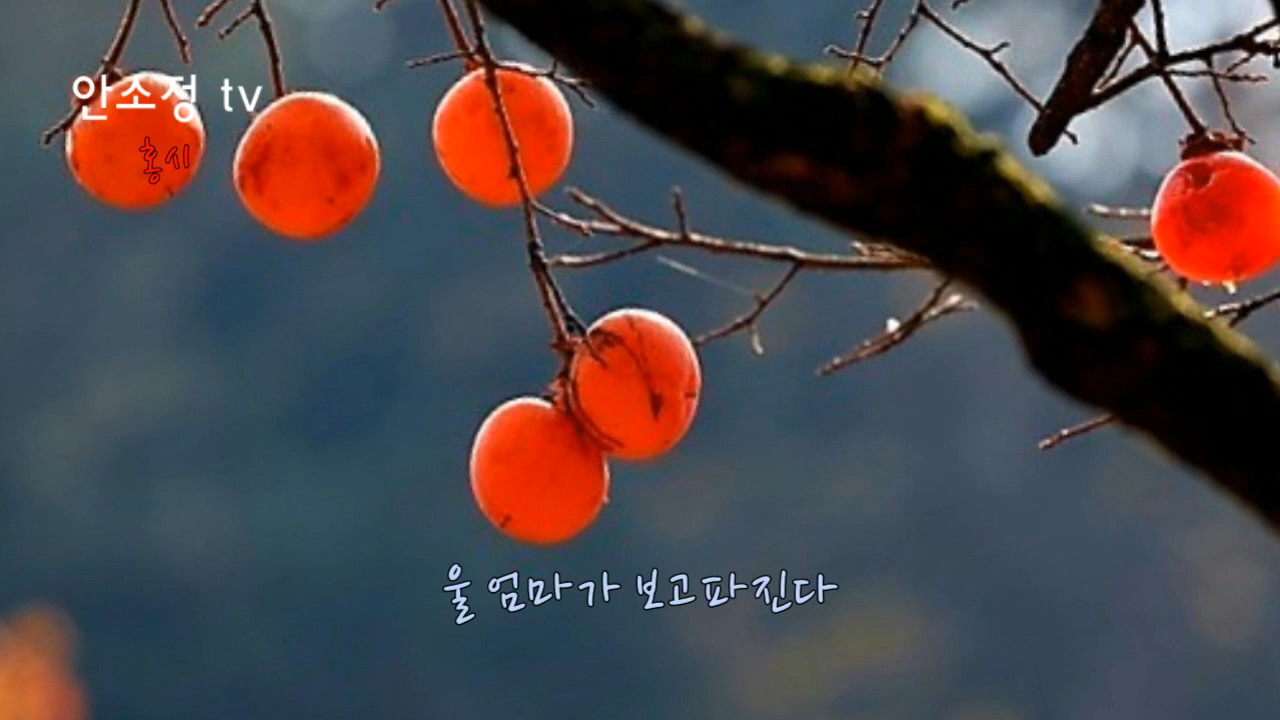 안소정 tv
홍시
울 엄마가 보고파진다